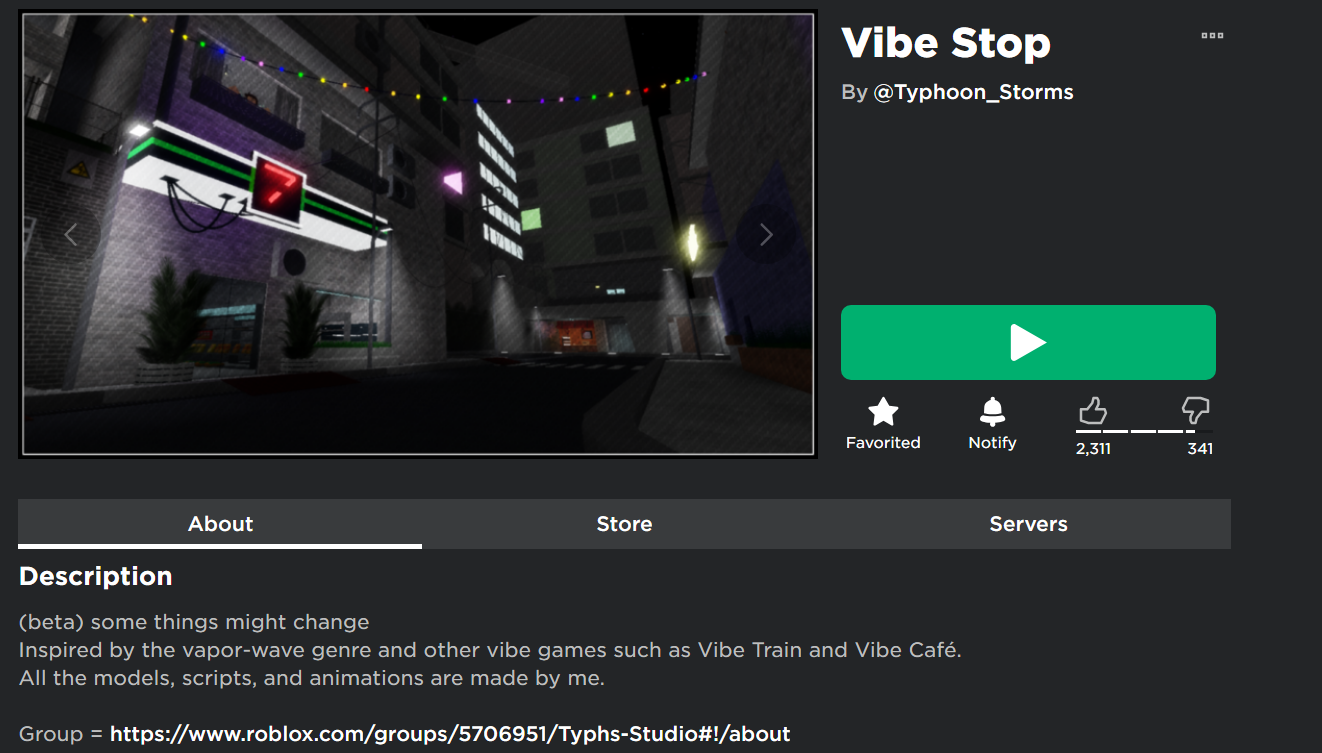 Vibe Stop
By @Typhoon_Storms
7
Favorited
Notify
2,311
341
About
Store
Servers
Description
(beta) some things might change
Inspired by the vapor-wave genre and other vibe games such as Vibe Train and Vibe Café.
All the models, scripts, and animations are made by me.
Group = https://www.roblox.com/groups/5706951/Typhs-Studio#!/about